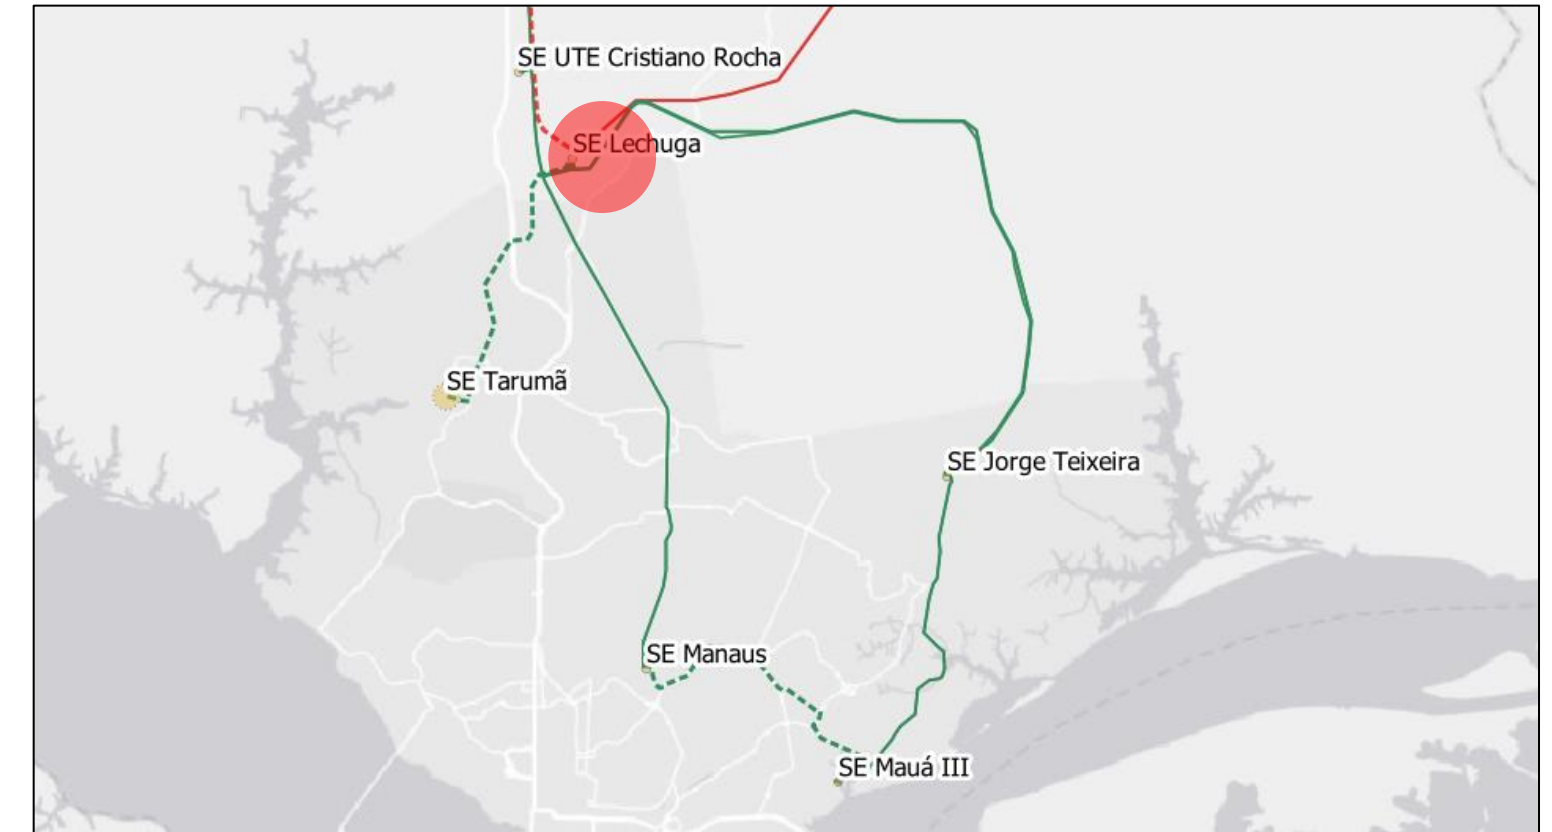 SE UTE Cristiano Rocha
SE Lechuga
SE Tarumã
SE Jorge Teixeira
SE Manaus
SE Mauá III